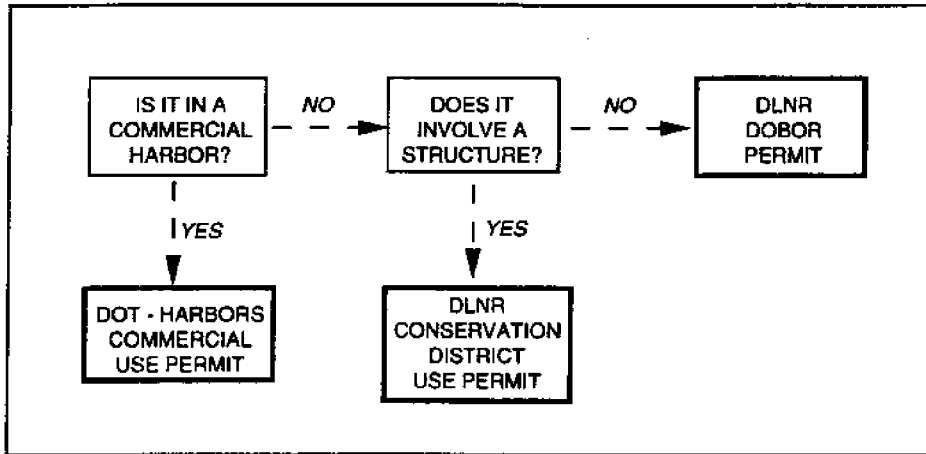 IS IT IN A
COMMERCIAL
HARBOR?
NO
DOES IT
INVOLVE A
STRUCTURE?
NO
DLNR
DOBOR
PERMIT
YES
YES
DOT - HARBORS
COMMERCIAL
USE PERMIT
DLNR
CONSERVATION
DISTRICT
USE PERMIT